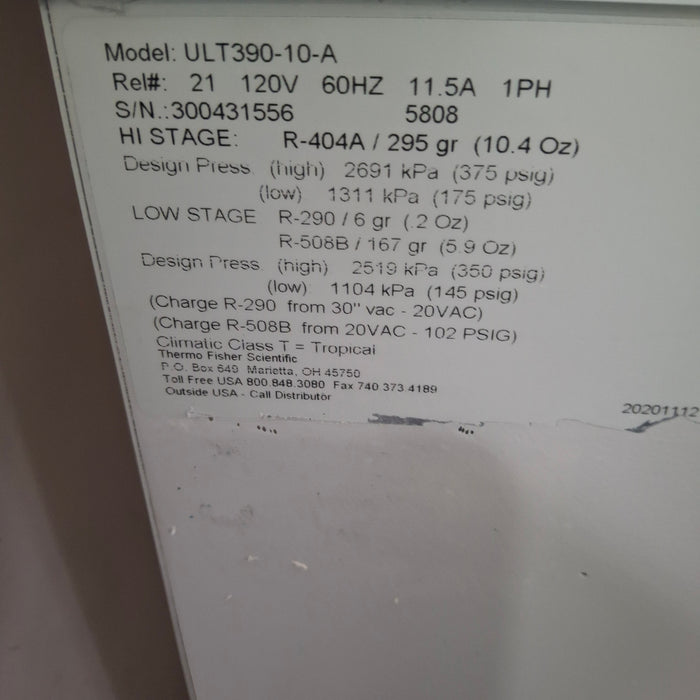 Model: ULT390-10-A
Rel#: 21 120V 60HZ 11.5A 1PH
S/N.:300431556 5808
HI STAGE: R-404A / 295 gr (10.4 Oz)
Design Press (high) 2691 kPa (375 psig)
(low) 1311 kPa (175 psig)
LOW STAGE R-290 / 6 gr (.2 Oz)
R-508B / 167 gr (5.9 Oz)
Design Press (high) 2519 kPa (350 psig)
(low) 1104 kPa (145 psig)
(Charge R-290 from 30" vac - 20VAC)
(Charge R-508B from 20VAC - 102 PSIG)
Climatic Class T = Tropical
Thermo Fisher Scientific
P.O. Box 649 Marietta, OH 45750
Toll Free USA 800.848.3080 Fax 740 373 4189
Outside USA - Call Distributor
20201112